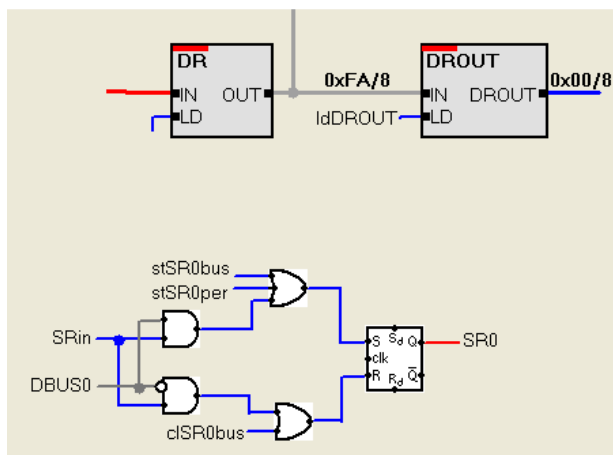 DR
DROUT
0xFA/8
0x00/8
IN OUT
IN DROUT
LD
ldDROUT
LD
stSR0bus
stSR0per
SRin
S Sd Q
SR0
clk
R Rd Q
DBUS0
clSR0bus